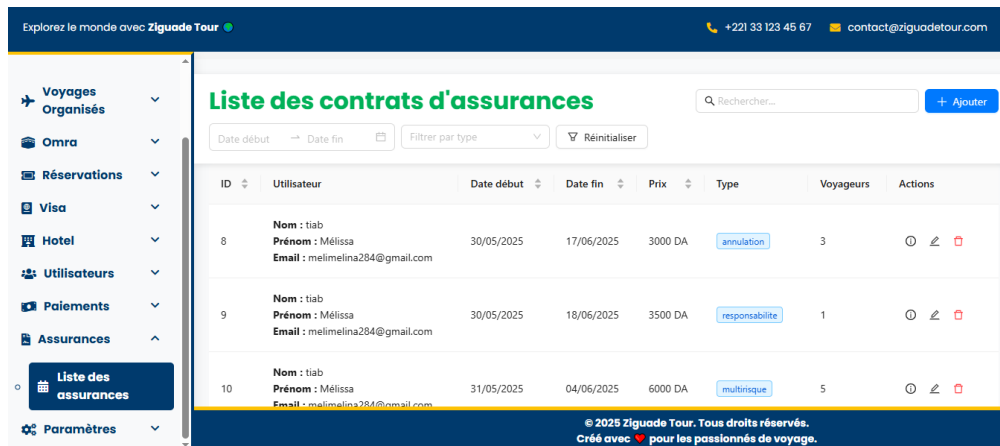 Explorez le monde avec Ziguade Tour
+221 33 123 45 67
contact@ziguadetour.com
Voyages
Organisés
Omra
Réservations
Visa
Hotel
Utilisateurs
Paiements
Assurances
Liste des
assurances
Paramètres
Liste des contrats d'assurances
Rechercher...
+ Ajouter
Date début → Date fin
Filtrer par type
Réinitialiser
ID Utilisateur Date début Date fin Prix Type Voyageurs Actions
Nom : tiab
8 Prénom : Mélissa 30/05/2025 17/06/2025 3000 DA annulation 3
Email : melimelina284@gmail.com
Nom : tiab
9 Prénom : Mélissa 30/05/2025 18/06/2025 3500 DA responsabilite 1
Email : melimelina284@gmail.com
Nom : tiab
10 Prénom : Mélissa 31/05/2025 04/06/2025 6000 DA multirisque 5
Email : melimelina284@gmail.com
© 2025 Ziguade Tour. Tous droits réservés.
Créé avec ❤️ pour les passionnés de voyage.